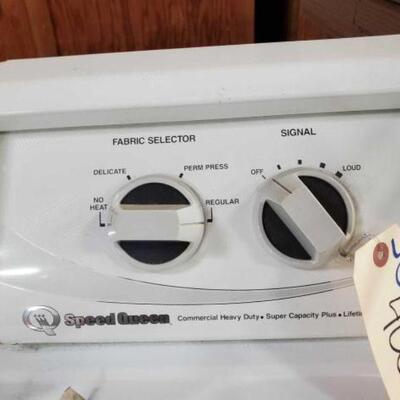 FABRIC SELECTOR
SIGNAL
DELICATE
PERM PRESS
OFF
LOUD
NO
HEAT
REGULAR
Speed Queen
Commercial Heavy Duty • Super Capacity Plus •